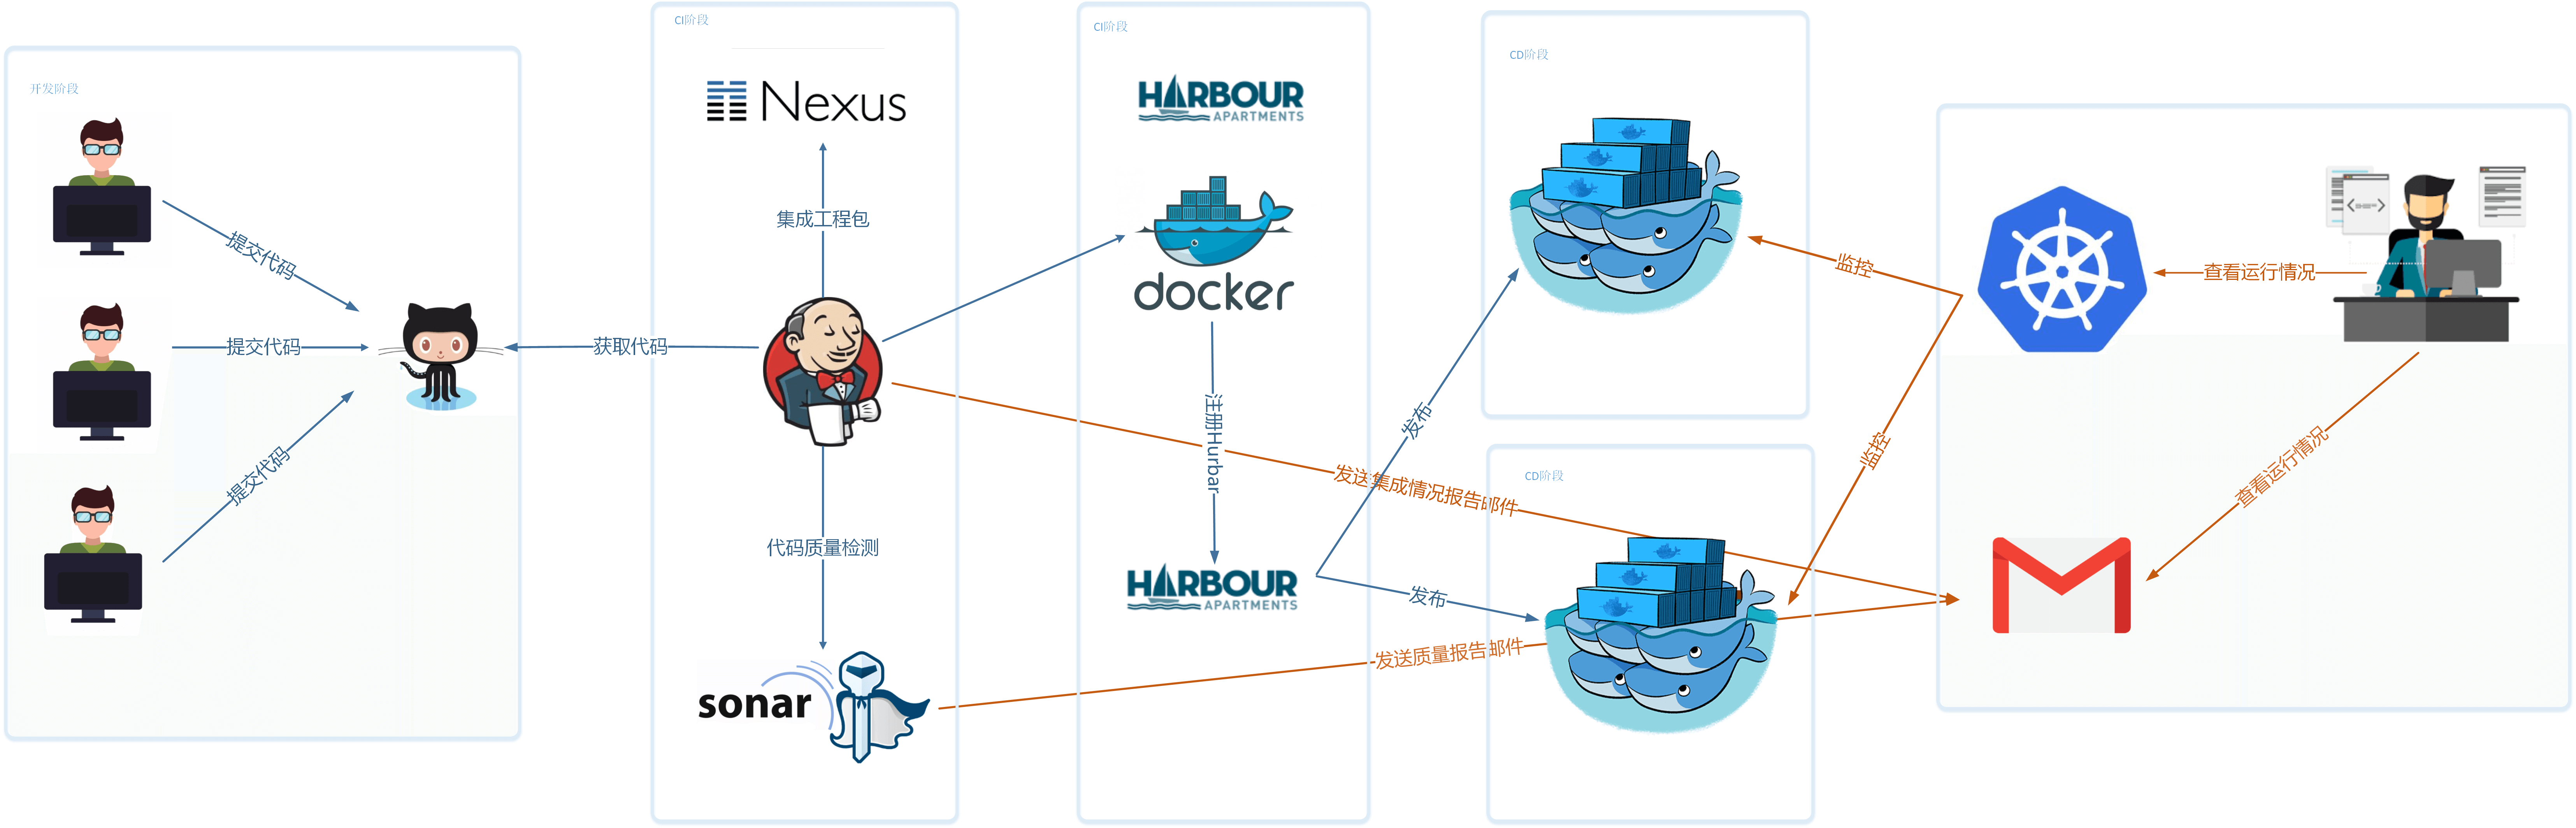 开发阶段
提交代码
提交代码
提交代码
获取代码
CI阶段
Nexus
集成工程包
代码质量检测
sonar
CI阶段
HARBOUR
APARTMENTS
docker
注册Hurbar
HARBOUR
APARTMENTS
发布
发布
发送集成情况报告邮件
发送质量报告邮件
CD阶段
CD阶段
监控
监控
查看运行情况
查看运行情况